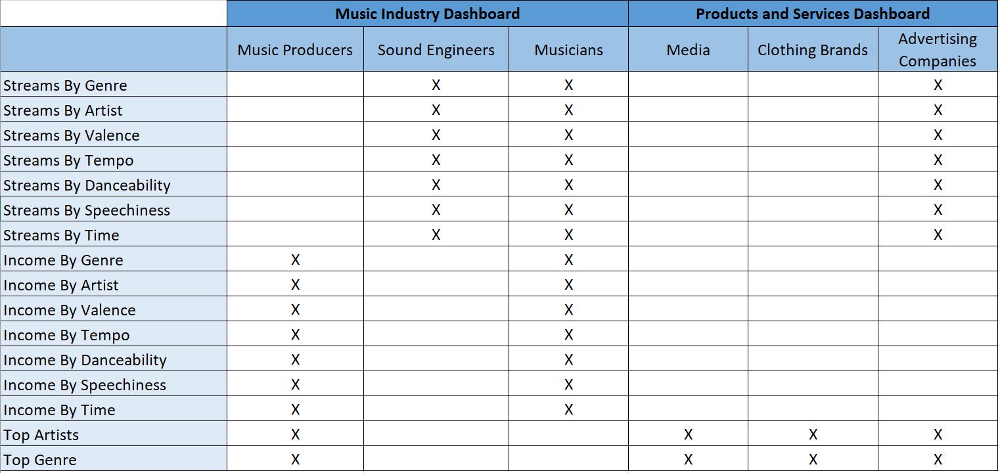 Music Industry Dashboard Products and Services Dashboard
Music Producers Sound Engineers Musicians Media Clothing Brands Advertising Companies
Streams By Genre X X X
Streams By Artist X X X
Streams By Valence X X X
Streams By Tempo X X X
Streams By Danceability X X X
Streams By Speechiness X X X
Streams By Time X X X
Income By Genre X X
Income By Artist X X
Income By Valence X X
Income By Tempo X X
Income By Danceability X X
Income By Speechiness X X
Income By Time X X
Top Artists X X X X
Top Genre X X X X